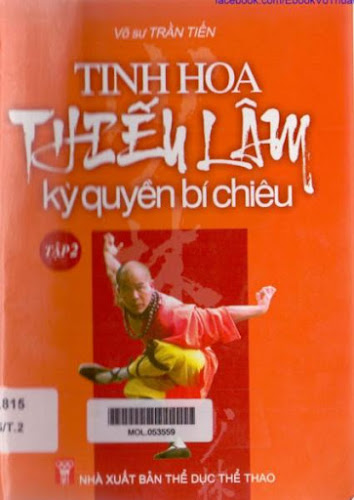 facebook.com/EbookVoThuat
Võ sư TRẦN TIẾN
TINH HOA
THIẾU LÂM
kỳ quyền bí chiêu
TẬP 2
.815
5/T.2
MOL.053559
NHÀ XUẤT BẢN THỂ DỤC THỂ THAO